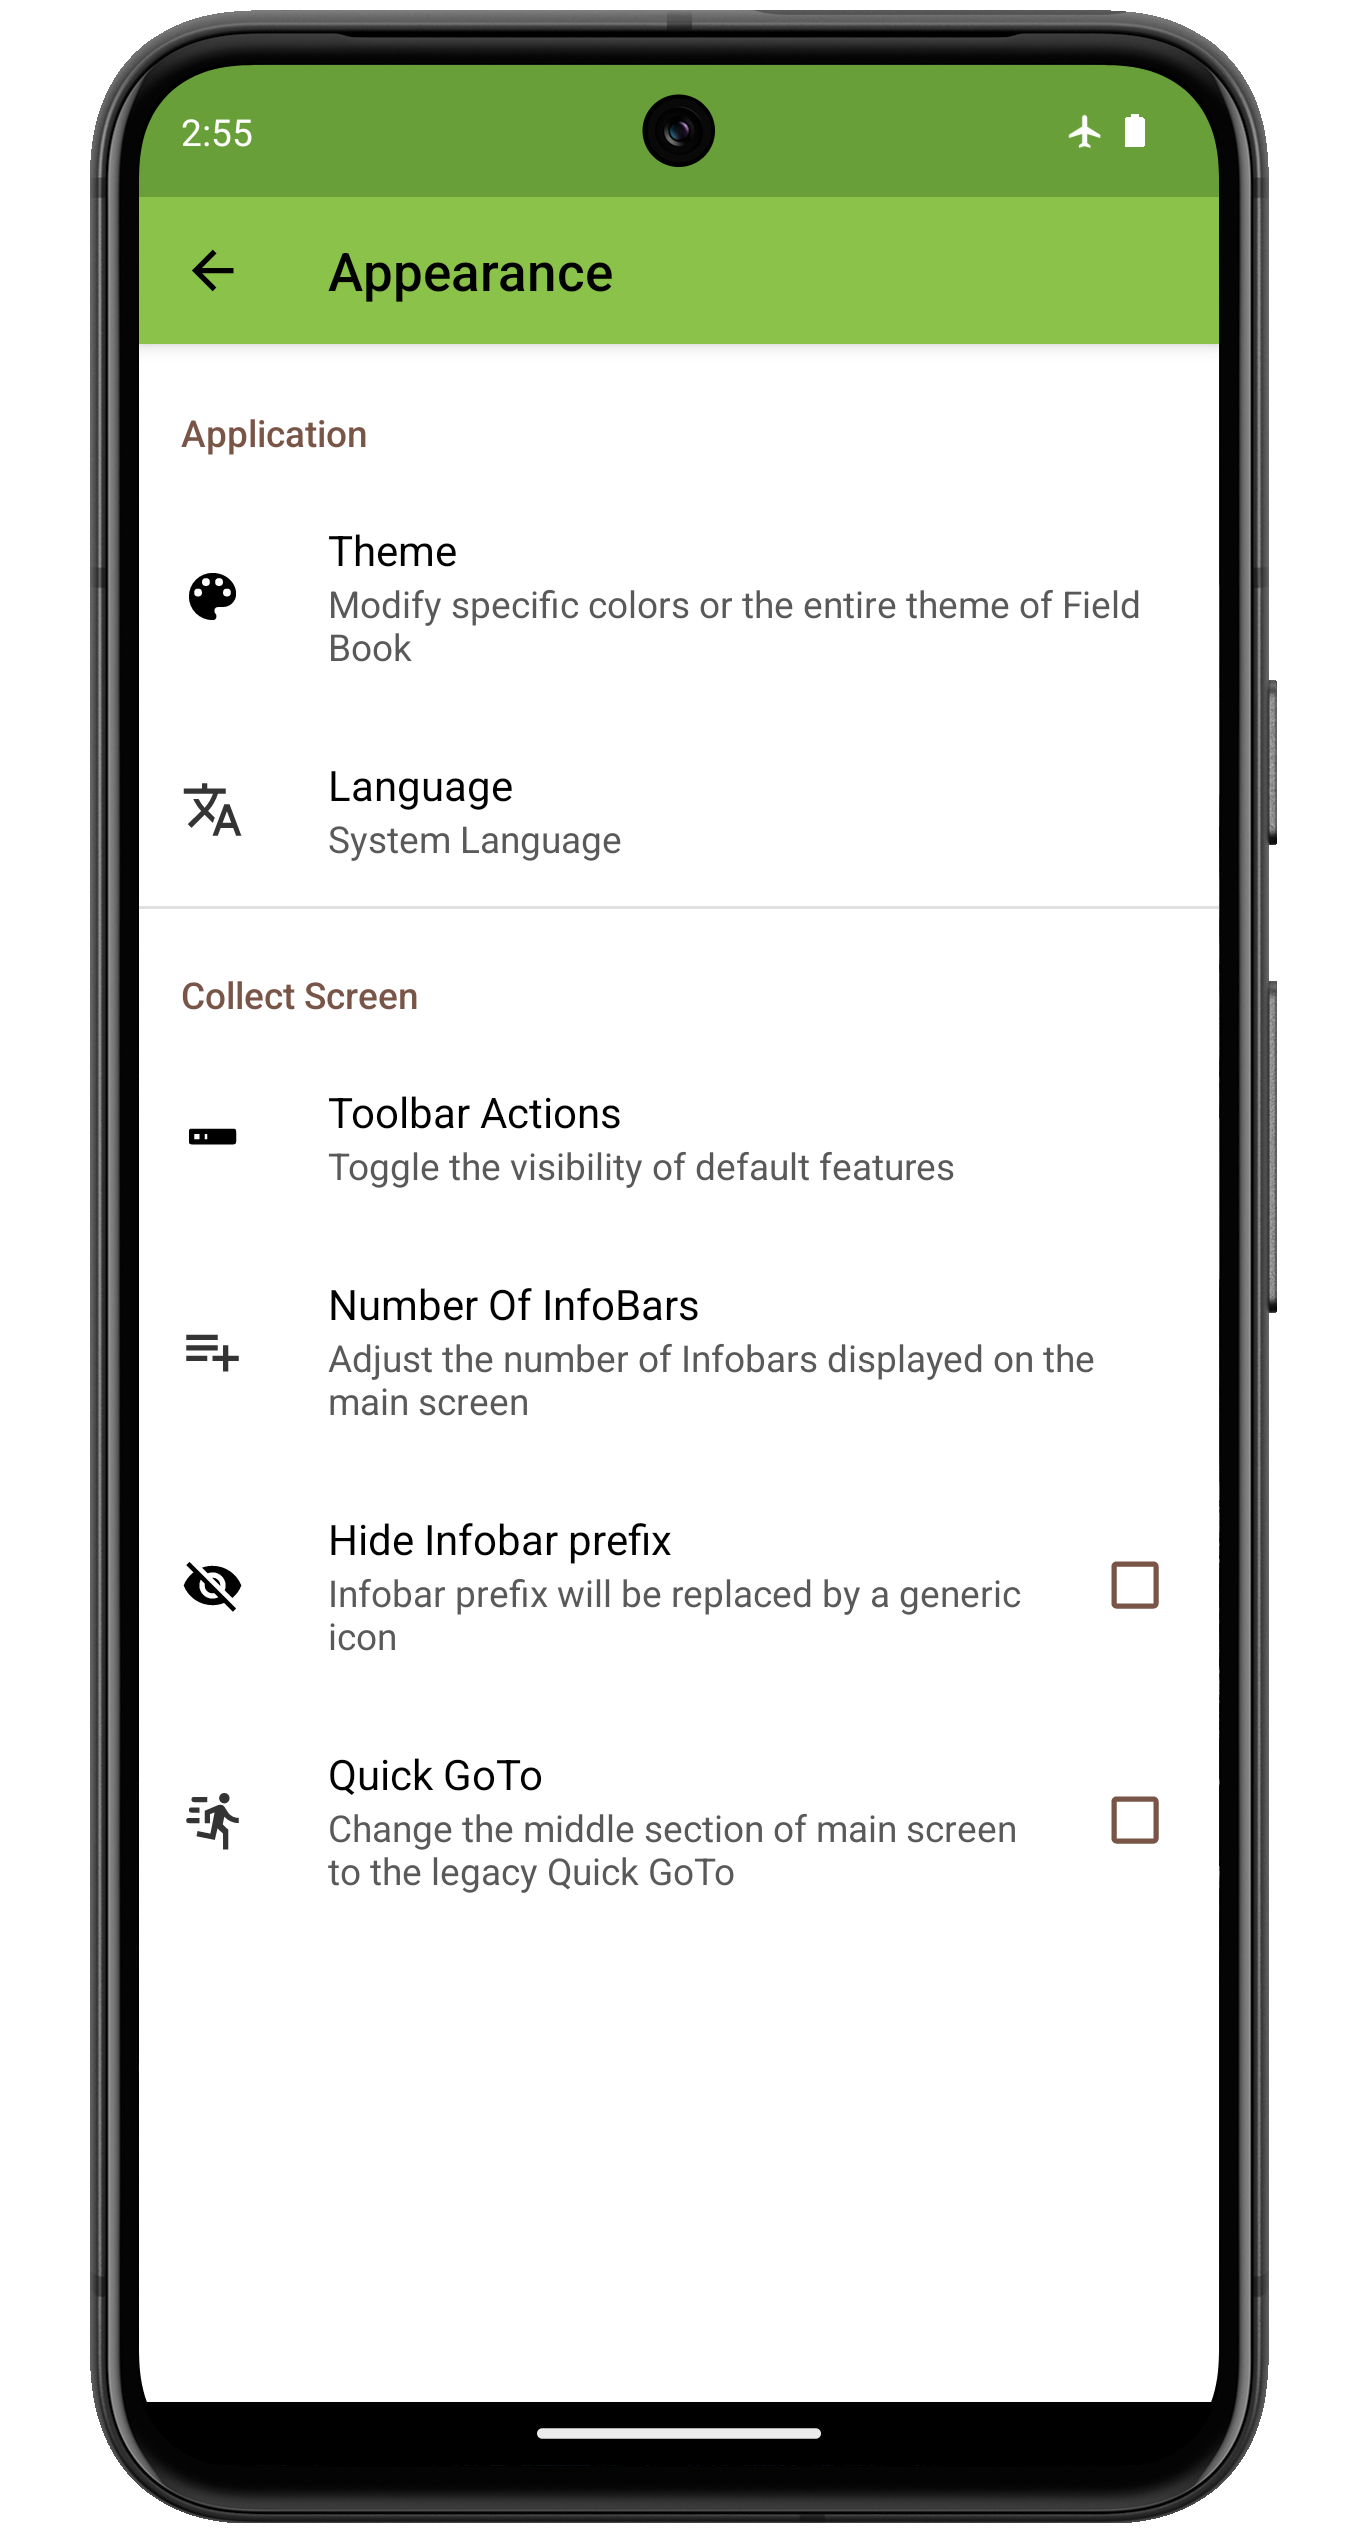 2:55
Appearance
Application
Theme
Modify specific colors or the entire theme of Field
Book
Language
System Language
Collect Screen
Toolbar Actions
Toggle the visibility of default features
Number Of InfoBars
Adjust the number of Infobars displayed on the
main screen
Hide Infobar prefix
Infobar prefix will be replaced by a generic
icon
Quick GoTo
Change the middle section of main screen
to the legacy Quick GoTo